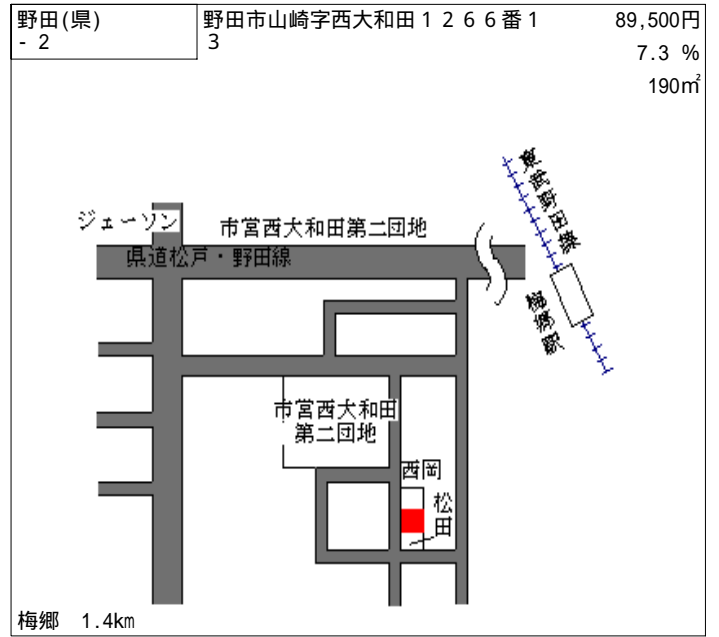 野田(県)
- 2
野田市山崎字西大和田１２６６番１
３
89,500円
7.3 %
190㎡
東武野田線
ジェーソン
市営西大和田第二団地
県道松戸・野田線
梅郷駅
市営西大和田
第二団地
西岡
松田
梅郷 1.4km